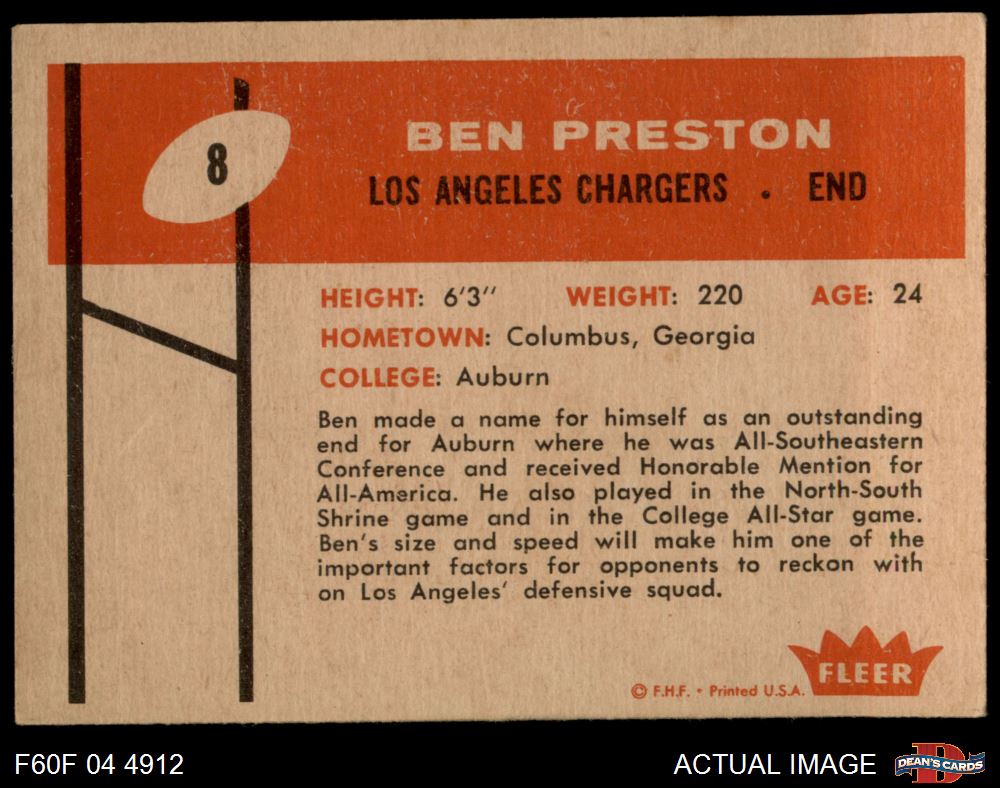 8
BEN PRESTON
LOS ANGELES CHARGERS . END
HEIGHT: 6'3" WEIGHT: 220 AGE: 24
HOMETOWN: Columbus, Georgia
COLLEGE: Auburn
Ben made a name for himself as an outstanding
end for Auburn where he was All-Southeastern
Conference and received Honorable Mention for
All-America. He also played in the North-South
Shrine game and in the College All-Star game.
Ben's size and speed will make him one of the
important factors for opponents to reckon with
on Los Angeles' defensive squad.
FLEER
© F.H.F. • Printed U.S.A.
F60F 04 4912 ACTUAL IMAGE DEAN'S CARDS